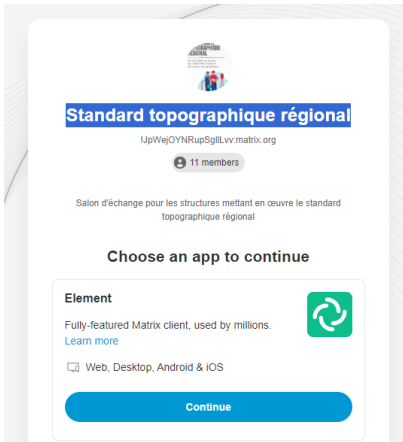 Standard topographique régional
!JpWejOYNRupSgllLvv:matrix.org
11 members
Salon d'échange pour les structures mettant en œuvre le standard
topographique régional
Choose an app to continue
Element
Fully-featured Matrix client, used by millions.
Learn more
Web, Desktop, Android & iOS
Continue